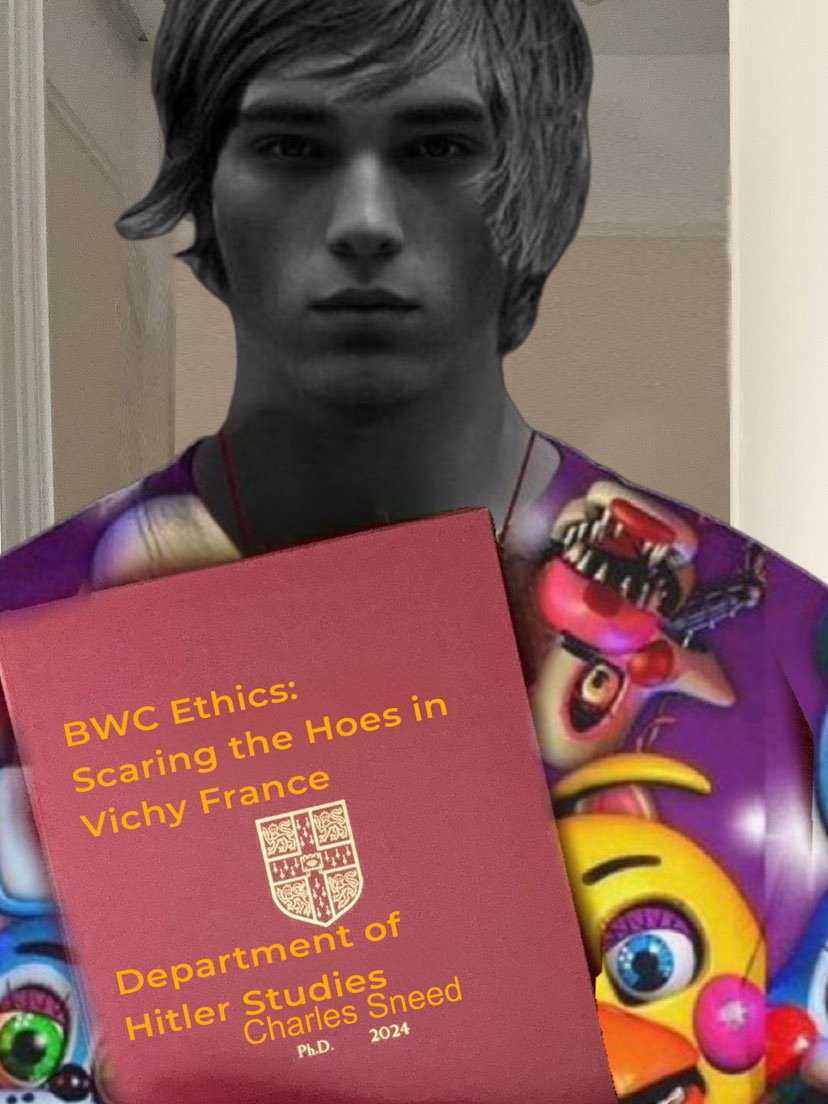 BWC Ethics:
Scaring the Hoes in
Vichy France
Department of
Hitler Studies
Charles Sneed
Ph.D. 2024